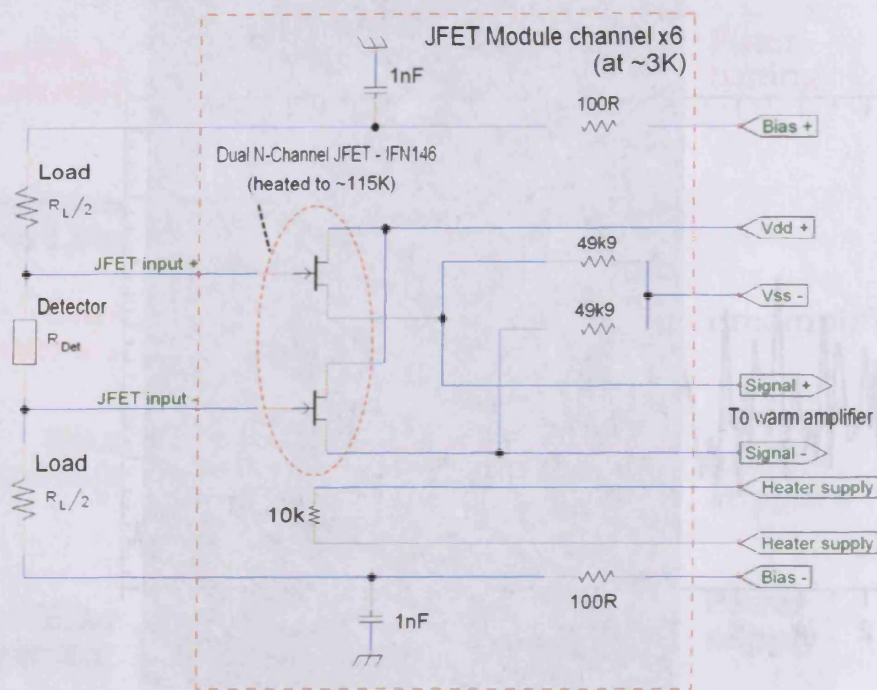 JFET Module channel x6
(at ~3K)
1nF
100R
Bias +
Dual N-Channel JFET - IFN146
(heated to ~115K)
Load
R_L/2
Vdd +
49k9
JFET input +
Vss -
Detector
R_Det
49k9
Signal +
JFET input -
To warm amplifier
Signal -
Load
R_L/2
Heater supply
10k
Heater supply
Bias -
100R
1nF